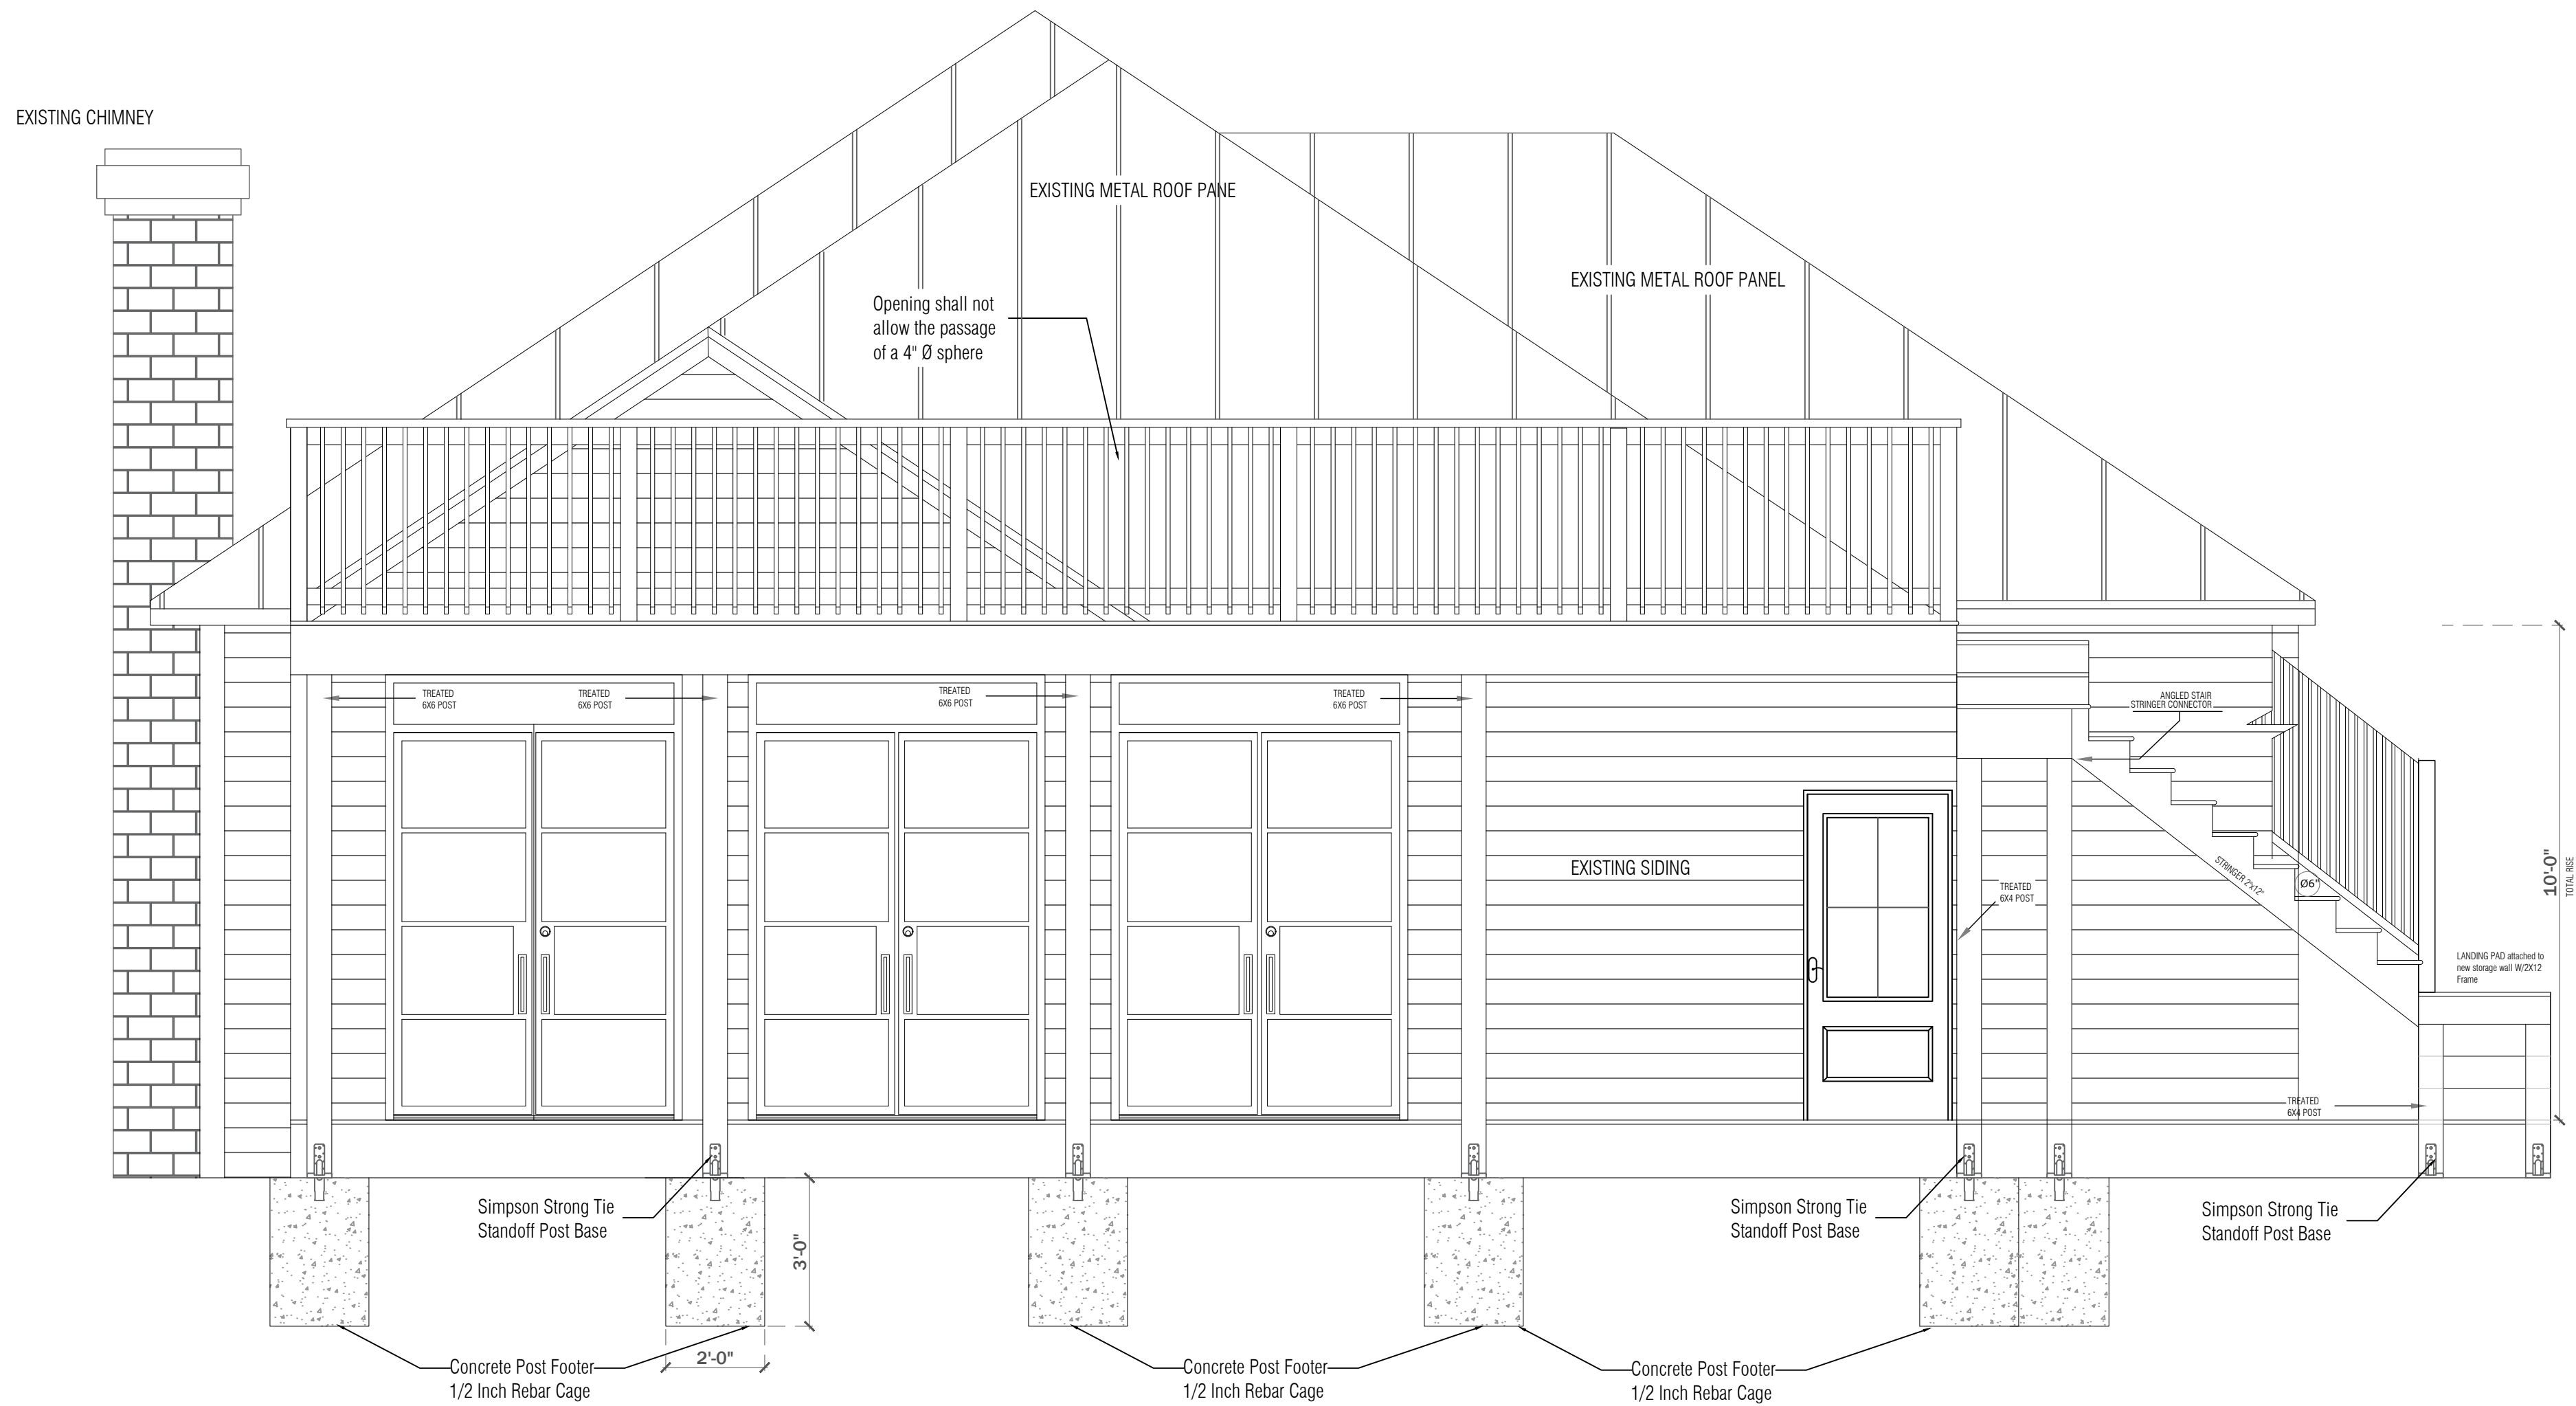 EXISTING CHIMNEY
EXISTING METAL ROOF PANE
EXISTING METAL ROOF PANEL
Opening shall not
allow the passage
of a 4" Ø sphere
TREATED
6X6 POST
TREATED
6X6 POST
TREATED
6X6 POST
TREATED
6X6 POST
ANGLED STAIR
STRINGER CONNECTOR
EXISTING SIDING
STRINGER 2"x12"
Ø6"
TREATED
6X4 POST
10'-0"
TOTAL RISE
LANDING PAD attached to
new storage wall W/2X12
Frame
TREATED
6X4 POST
Simpson Strong Tie
Standoff Post Base
Simpson Strong Tie
Standoff Post Base
Simpson Strong Tie
Standoff Post Base
3'-0"
2'-0"
Concrete Post Footer
1/2 Inch Rebar Cage
Concrete Post Footer
1/2 Inch Rebar Cage
Concrete Post Footer
1/2 Inch Rebar Cage